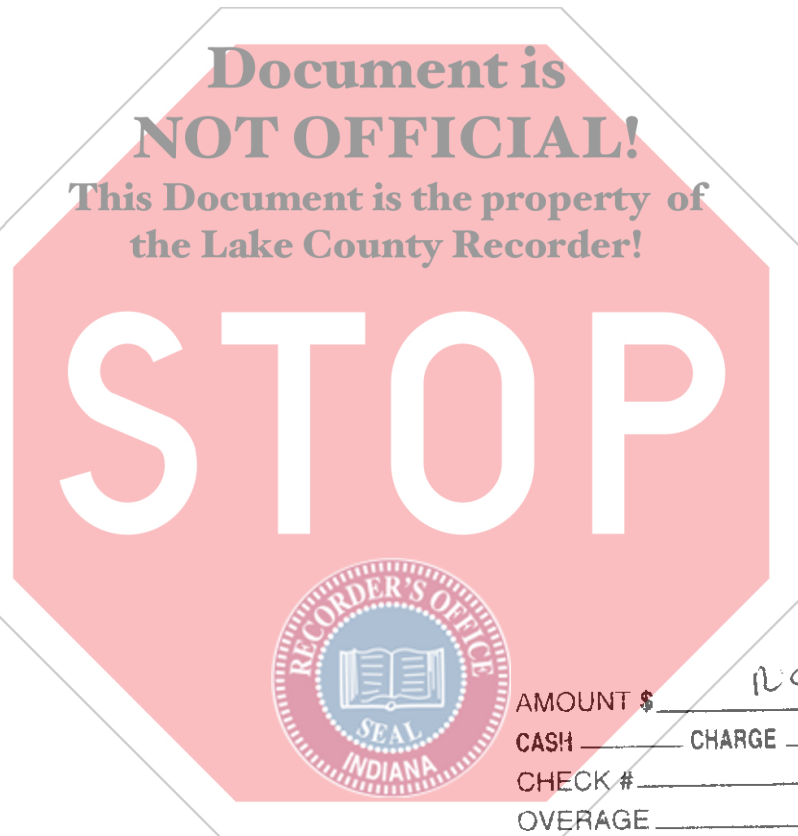 Document is
NOT OFFICIAL!
This Document is the property of
the Lake County Recorder!
STOP
RECORDER'S OFFICE
SEAL
INDIANA
AMOUNT $
CASH CHARGE
CHECK #
OVERAGE